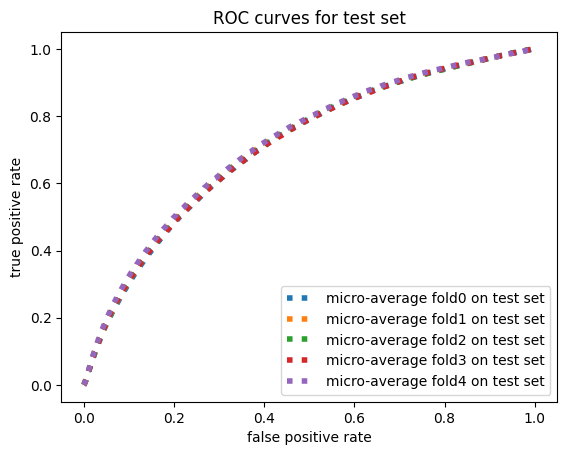 ROC curves for test set
true positive rate
1.0
0.8
0.6
0.4
0.2
0.0
micro-average fold0 on test set
micro-average fold1 on test set
micro-average fold2 on test set
micro-average fold3 on test set
micro-average fold4 on test set
0.0 0.2 0.4 0.6 0.8 1.0
false positive rate